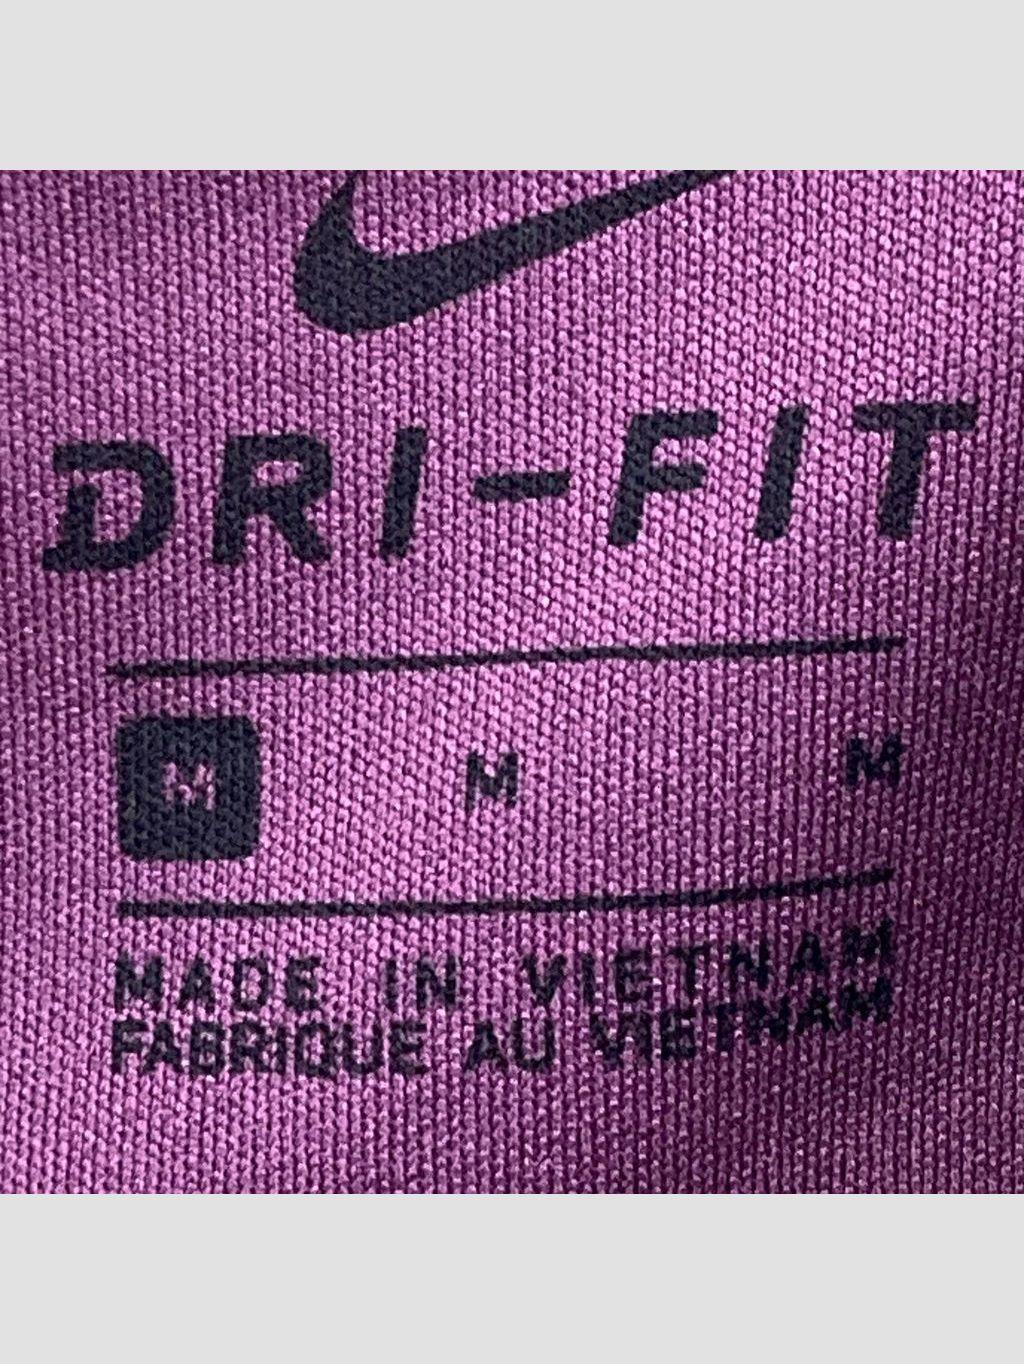 DRI-FIT
M M M
MADE IN VIETNAM
FABRIQUE AU VIETNAM